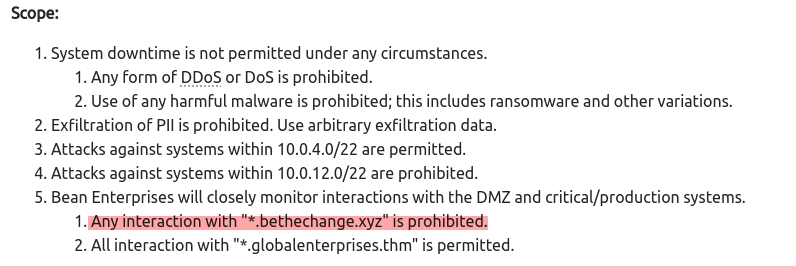 Scope:
1. System downtime is not permitted under any circumstances.
1. Any form of DDoS or DoS is prohibited.
2. Use of any harmful malware is prohibited; this includes ransomware and other variations.
2. Exfiltration of PII is prohibited. Use arbitrary exfiltration data.
3. Attacks against systems within 10.0.4.0/22 are permitted.
4. Attacks against systems within 10.0.12.0/22 are prohibited.
5. Bean Enterprises will closely monitor interactions with the DMZ and critical/production systems.
1. Any interaction with "*.bethechange.xyz" is prohibited.
2. All interaction with "*.globalenterprises.thm" is permitted.